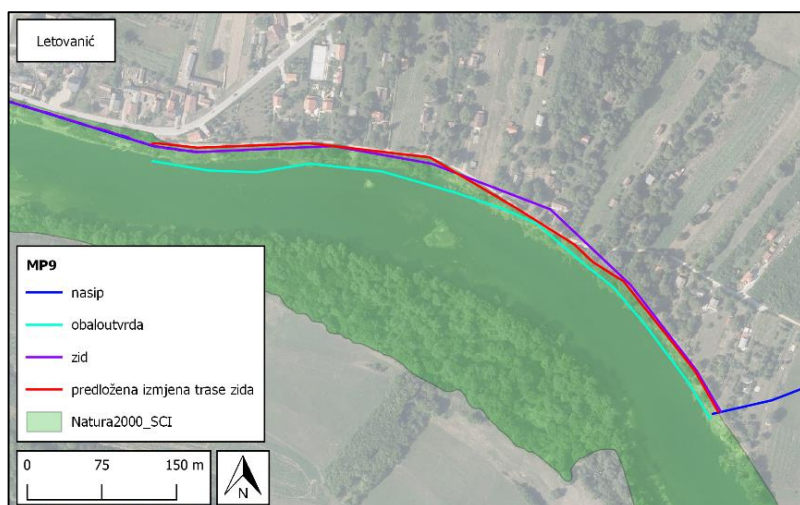 Letovanić
MP9
nasip
obaloutvrda
zid
predložena izmjena trase zida
Natura2000_SCI
0 75 150 m
N